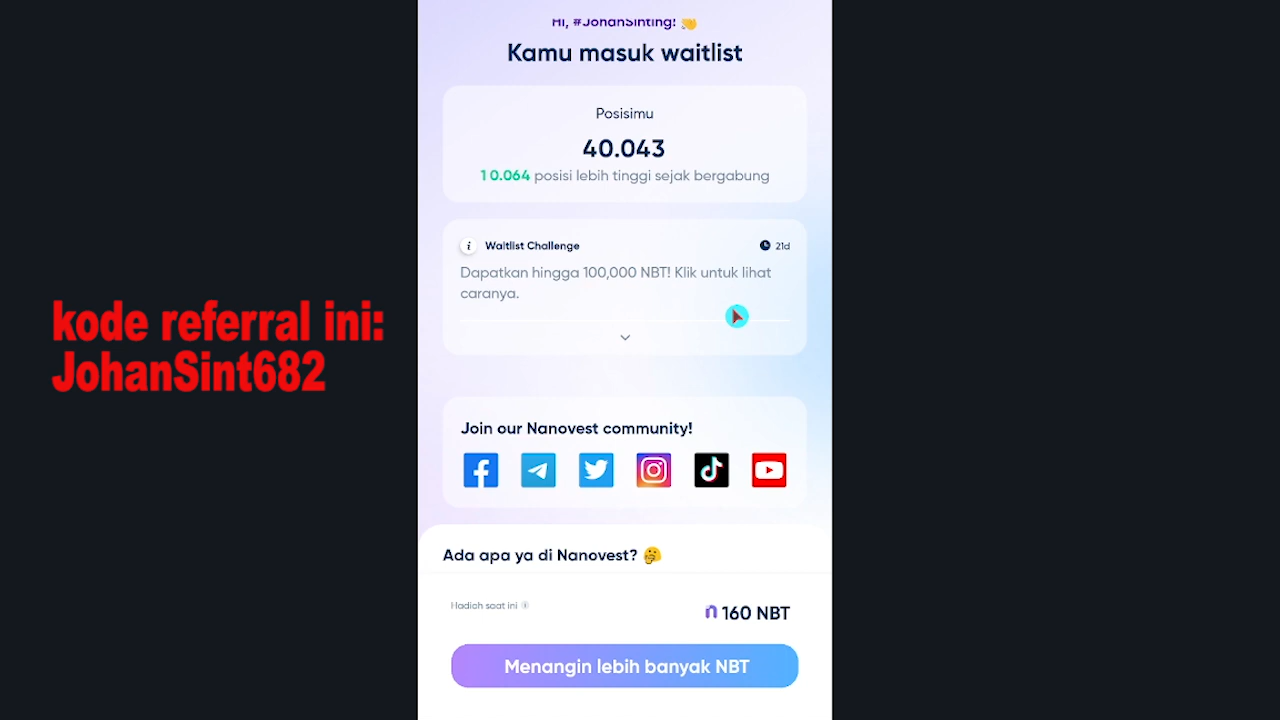 Hi, #JohanSinting! 🤜
Kamu masuk waitlist
Posisimu
40.043
10.064 posisi lebih tinggi sejak bergabung
i Waitlist Challenge 21d
Dapatkan hingga 100,000 NBT! Klik untuk lihat
caranya.
kode referral ini:
JohanSint682
Join our Nanovest community!
Ada apa ya di Nanovest? 🤔
Hadiah saat ini
160 NBT
Menangin lebih banyak NBT